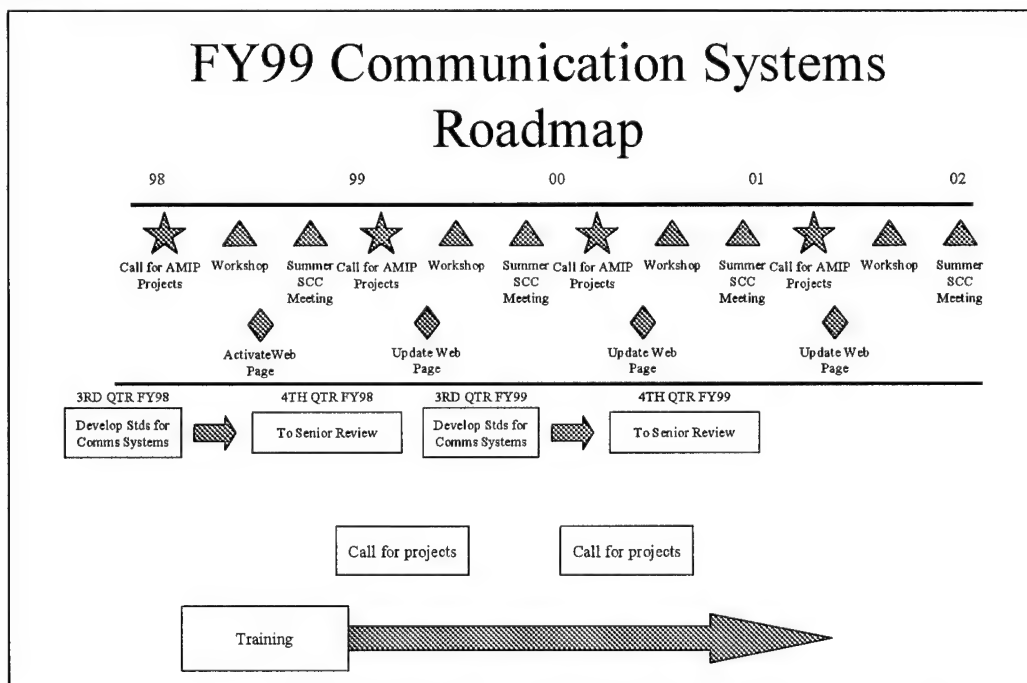 FY99 Communication Systems
Roadmap
98 99 00 01 02
Call for AMIP Workshop Summer Call for AMIP Workshop Summer Call for AMIP Workshop Summer Call for AMIP Workshop Summer
Projects SCC Projects SCC Projects SCC Projects SCC
Meeting Meeting Meeting Meeting
Activate Web Update Web Update Web Update Web
Page Page Page Page
3RD QTR FY98 4TH QTR FY98 3RD QTR FY99 4TH QTR FY99
Develop Stds for To Senior Review Develop Stds for To Senior Review
Comms Systems Comms Systems
Call for projects Call for projects
Training